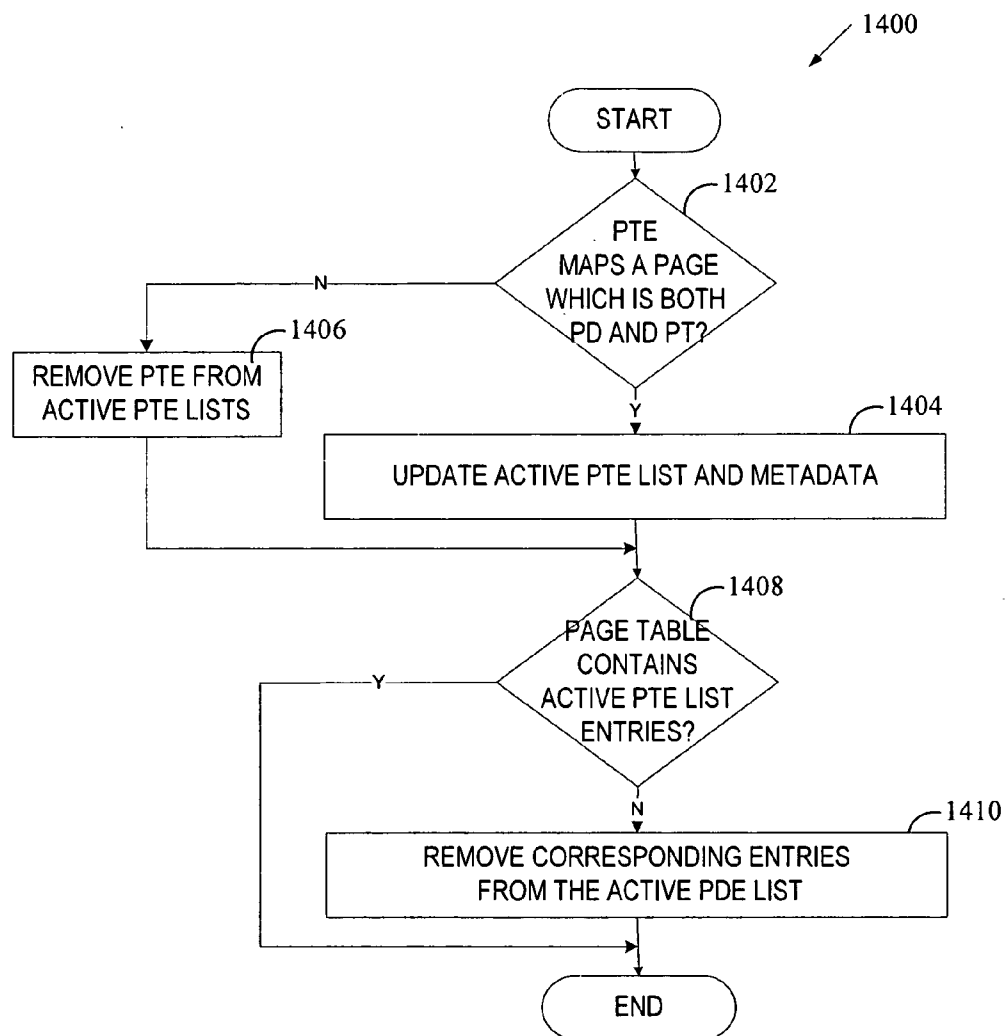 1400
START
1402
PTE
MAPS A PAGE
WHICH IS BOTH
PD AND PT?
N
1406
REMOVE PTE FROM
ACTIVE PTE LISTS
Y
1404
UPDATE ACTIVE PTE LIST AND METADATA
1408
PAGE TABLE
CONTAINS
ACTIVE PTE LIST
ENTRIES?
Y
N
1410
REMOVE CORRESPONDING ENTRIES
FROM THE ACTIVE PDE LIST
END